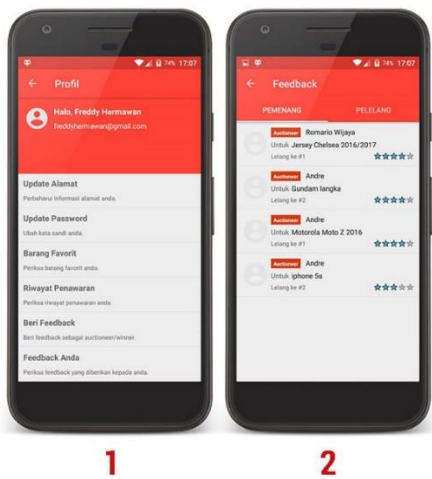 74% 17:07
Profil
Halo, Freddy Hermawan
freddyhermawan@gmail.com
Update Alamat
Perbaharui informasi alamat anda.
Update Password
Ubah kata sandi anda.
Barang Favorit
Periksa barang favorit anda.
Riwayat Penawaran
Periksa riwayat penawaran anda.
Beri Feedback
Beri feedback sebagai auctioneer/winner.
Feedback Anda
Periksa feedback yang diberikan kepada anda.
1
74% 17:07
Feedback
PEMENANG PELELANG
Auctioneer Romario Wijaya
Untuk Jersey Chelsea 2016/2017
Lelang ke #1
Auctioneer Andre
Untuk Gundam langka
Lelang ke #2
Auctioneer Andre
Untuk Motorola Moto Z 2016
Lelang ke #1
Auctioneer Andre
Untuk iphone 5s
Lelang ke #2
2